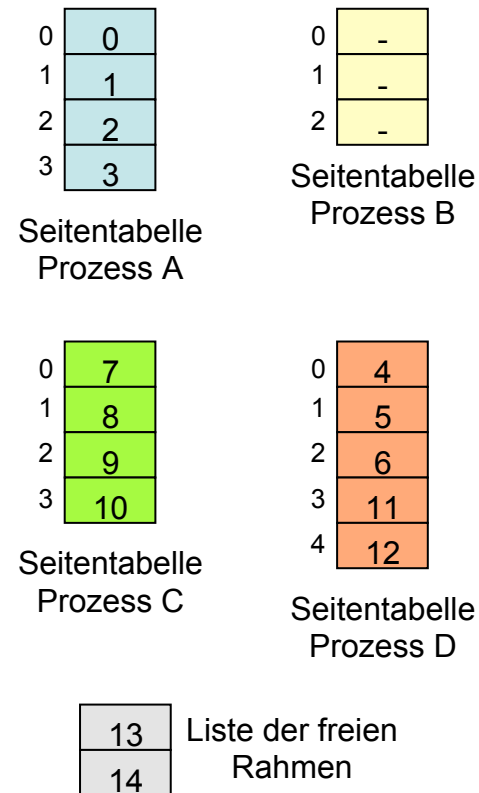 0 0
1 1
2 2
3 3
Seitentabelle
Prozess A
0 -
1 -
2 -
Seitentabelle
Prozess B
0 7
1 8
2 9
3 10
Seitentabelle
Prozess C
0 4
1 5
2 6
3 11
4 12
Seitentabelle
Prozess D
13
14
Liste der freien
Rahmen